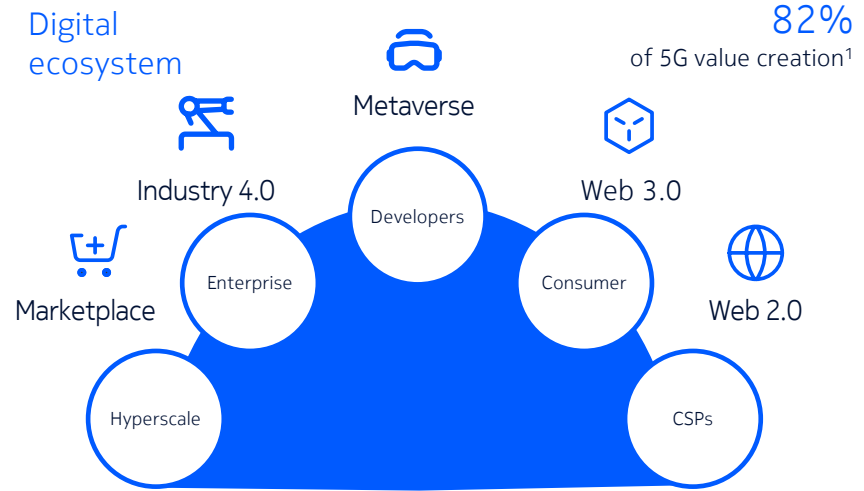 Digital
ecosystem
82%
of 5G value creation¹
Metaverse
Industry 4.0
Web 3.0
Developers
Enterprise
Consumer
Marketplace
Web 2.0
Hyperscale
CSPs